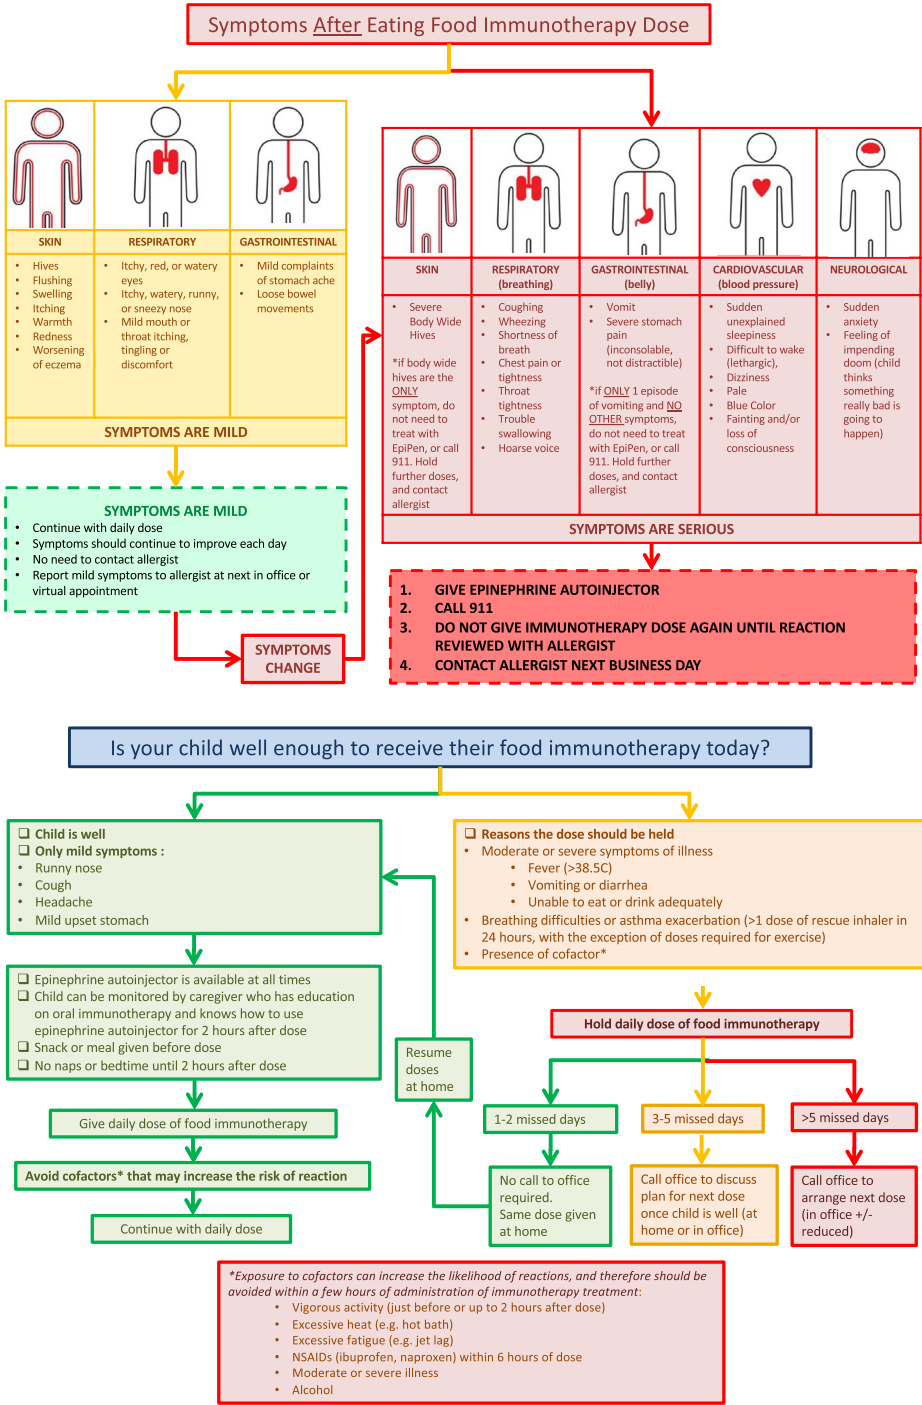 Symptoms After Eating Food Immunotherapy Dose
SKIN
• Hives
• Flushing
• Swelling
• Itching
• Warmth
• Redness
• Worsening
of eczema
RESPIRATORY
• Itchy, red, or watery
eyes
• Itchy, watery, runny,
or sneezy nose
• Mild mouth or
throat itching,
tingling or
discomfort
GASTROINTESTINAL
• Mild complaints
of stomach ache
• Loose bowel
movements
SYMPTOMS ARE MILD
SYMPTOMS ARE MILD
• Continue with daily dose
• Symptoms should continue to improve each day
• No need to contact allergist
• Report mild symptoms to allergist at next in office or
virtual appointment
SYMPTOMS
CHANGE
SKIN
• Severe
Body Wide
Hives
*if body wide
hives are the
ONLY
symptom, do
not need to
treat with
EpiPen, or call
911. Hold
further doses,
and contact
allergist
RESPIRATORY
(breathing)
• Coughing
• Wheezing
• Shortness of
breath
• Chest pain or
tightness
• Throat
tightness
• Trouble
swallowing
• Hoarse voice
GASTROINTESTINAL
(belly)
• Vomit
• Severe stomach
pain
(inconsolable,
not distractible)
*if ONLY 1 episode
of vomiting and NO
OTHER symptoms,
do not need to treat
with EpiPen, or call
911. Hold further
doses, and contact
allergist
CARDIOVASCULAR
(blood pressure)
• Sudden
unexplained
sleepiness
• Difficult to wake
(lethargic),
• Dizziness
• Pale
• Blue Color
• Fainting and/or
loss of
consciousness
NEUROLOGICAL
• Sudden
anxiety
• Feeling of
impending
doom (child
thinks
something
really bad is
going to
happen)
SYMPTOMS ARE SERIOUS
1. GIVE EPINEPHRINE AUTOINJECTOR
2. CALL 911
3. DO NOT GIVE IMMUNOTHERAPY DOSE AGAIN UNTIL REACTION
REVIEWED WITH ALLERGIST
4. CONTACT ALLERGIST NEXT BUSINESS DAY
Is your child well enough to receive their food immunotherapy today?
❑ Child is well
❑ Only mild symptoms :
• Runny nose
• Cough
• Headache
• Mild upset stomach
❑ Epinephrine autoinjector is available at all times
❑ Child can be monitored by caregiver who has education
on oral immunotherapy and knows how to use
epinephrine autoinjector for 2 hours after dose
❑ Snack or meal given before dose
❑ No naps or bedtime until 2 hours after dose
Give daily dose of food immunotherapy
Avoid cofactors* that may increase the risk of reaction
Continue with daily dose
❑ Reasons the dose should be held
• Moderate or severe symptoms of illness
• Fever (>38.5C)
• Vomiting or diarrhea
• Unable to eat or drink adequately
• Breathing difficulties or asthma exacerbation (>1 dose of rescue inhaler in
24 hours, with the exception of doses required for exercise)
• Presence of cofactor*
Hold daily dose of food immunotherapy
Resume
doses
at home
1-2 missed days
3-5 missed days
>5 missed days
No call to office
required.
Same dose given
at home
Call office to discuss
plan for next dose
once child is well (at
home or in office)
Call office to
arrange next dose
(in office +/-
reduced)
*Exposure to cofactors can increase the likelihood of reactions, and therefore should be
avoided within a few hours of administration of immunotherapy treatment:
• Vigorous activity (just before or up to 2 hours after dose)
• Excessive heat (e.g. hot bath)
• Excessive fatigue (e.g. jet lag)
• NSAIDs (ibuprofen, naproxen) within 6 hours of dose
• Moderate or severe illness
• Alcohol